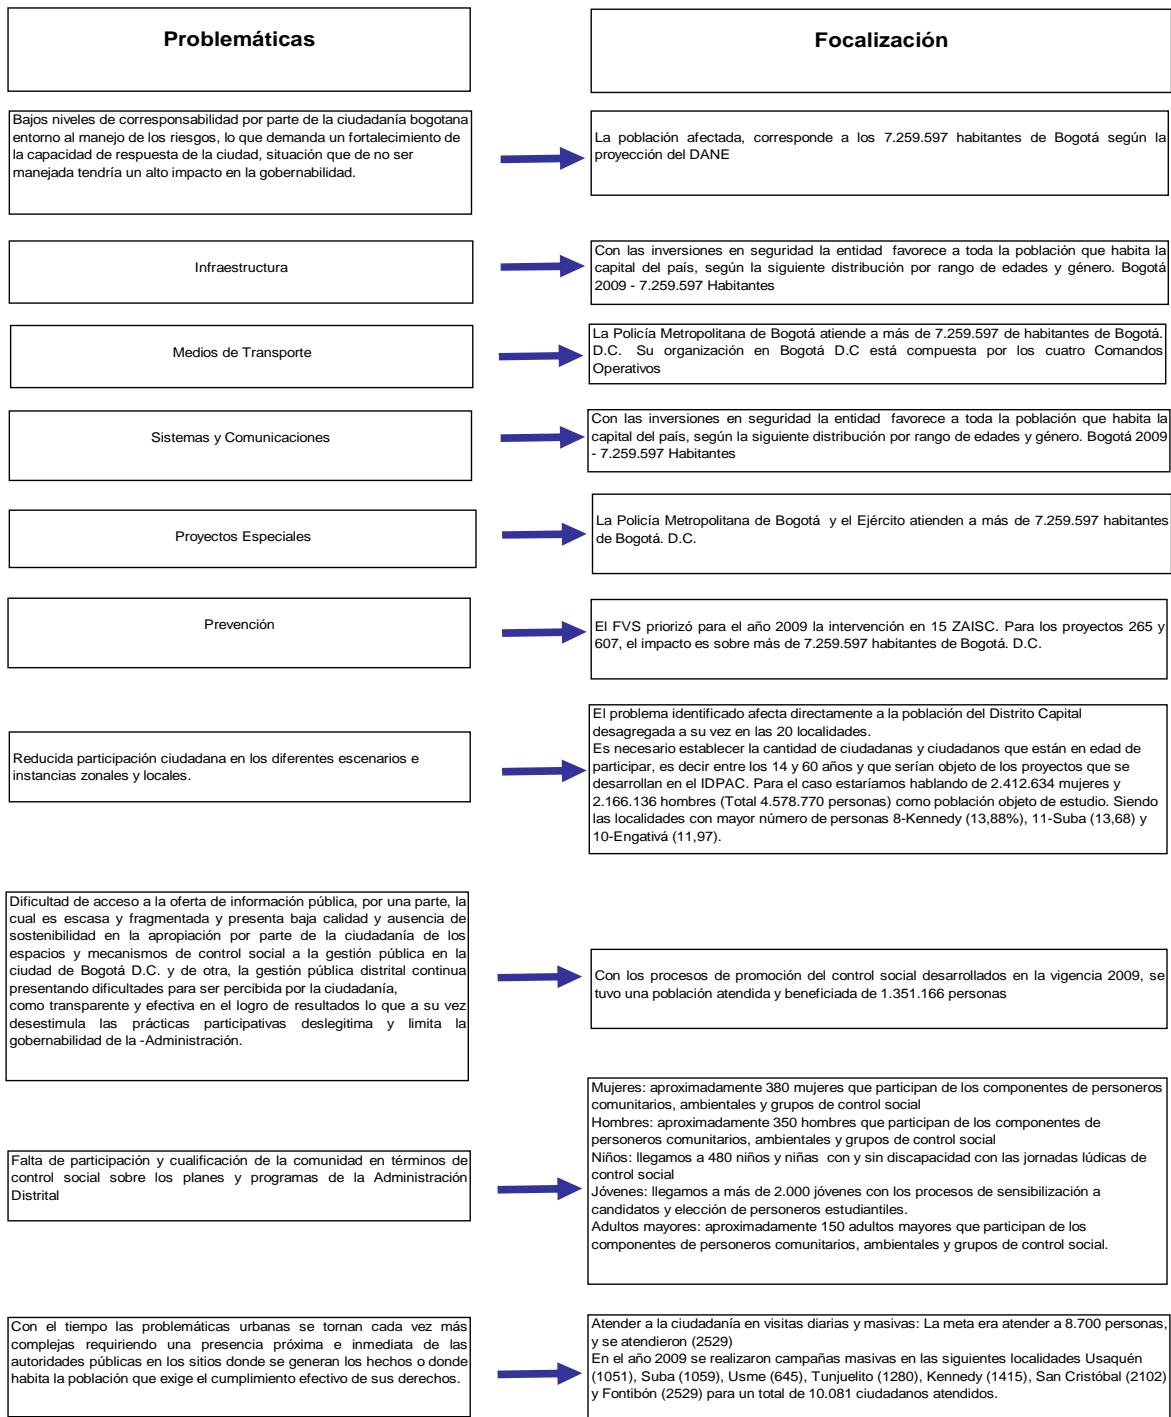 Problemáticas
Focalización
Bajos niveles de corresponsabilidad por parte de la ciudadanía bogotana
entorno al manejo de los riesgos, lo que demanda un fortalecimiento de
la capacidad de respuesta de la ciudad, situación que de no ser
manejada tendría un alto impacto en la gobernabilidad.
La población afectada, corresponde a los 7.259.597 habitantes de Bogotá según la
proyección del DANE
Infraestructura
Con las inversiones en seguridad la entidad favorece a toda la población que habita la
capital del país, según la siguiente distribución por rango de edades y género. Bogotá
2009 - 7.259.597 Habitantes
Medios de Transporte
La Policía Metropolitana de Bogotá atiende a más de 7.259.597 de habitantes de Bogotá.
D.C. Su organización en Bogotá D.C está compuesta por los cuatro Comandos
Operativos
Sistemas y Comunicaciones
Con las inversiones en seguridad la entidad favorece a toda la población que habita la
capital del país, según la siguiente distribución por rango de edades y género. Bogotá 2009
- 7.259.597 Habitantes
Proyectos Especiales
La Policía Metropolitana de Bogotá y el Ejército atienden a más de 7.259.597 habitantes
de Bogotá. D.C.
Prevención
El FVS priorizó para el año 2009 la intervención en 15 ZAISC. Para los proyectos 265 y
607, el impacto es sobre más de 7.259.597 habitantes de Bogotá. D.C.
Reducida participación ciudadana en los diferentes escenarios e
instancias zonales y locales.
El problema identificado afecta directamente a la población del Distrito Capital
desagregada a su vez en las 20 localidades.
Es necesario establecer la cantidad de ciudadanas y ciudadanos que están en edad de
participar, es decir entre los 14 y 60 años y que serían objeto de los proyectos que se
desarrollan en el IDPAC. Para el caso estaríamos hablando de 2.412.634 mujeres y
2.166.136 hombres (Total 4.578.770 personas) como población objeto de estudio. Siendo
las localidades con mayor número de personas 8-Kennedy (13,88%), 11-Suba (13,68) y
10-Engativá (11,97).
Dificultad de acceso a la oferta de información pública, por una parte, la
cual es escasa y fragmentada y presenta baja calidad y ausencia de
sostenibilidad en la apropiación por parte de la ciudadanía de los
espacios y mecanismos de control social a la gestión pública en la
ciudad de Bogotá D.C. y de otra, la gestión pública distrital continua
presentando dificultades para ser percibida por la ciudadanía,
como transparente y efectiva en el logro de resultados lo que a su vez
desestimula las prácticas participativas deslegitima y limita la
gobernabilidad de la -Administración.
Con los procesos de promoción del control social desarrollados en la vigencia 2009, se
tuvo una población atendida y beneficiada de 1.351.166 personas
Falta de participación y cualificación de la comunidad en términos de
control social sobre los planes y programas de la Administración
Distrital
Mujeres: aproximadamente 380 mujeres que participan de los componentes de personeros
comunitarios, ambientales y grupos de control social
Hombres: aproximadamente 350 hombres que participan de los componentes de
personeros comunitarios, ambientales y grupos de control social
Niños: llegamos a 480 niños y niñas con y sin discapacidad con las jornadas lúdicas de
control social
Jóvenes: llegamos a más de 2.000 jóvenes con los procesos de sensibilización a
candidatos y elección de personeros estudiantiles.
Adultos mayores: aproximadamente 150 adultos mayores que participan de los
componentes de personeros comunitarios, ambientales y grupos de control social.
Con el tiempo las problemáticas urbanas se tornan cada vez más
complejas requiriendo una presencia próxima e inmediata de las
autoridades públicas en los sitios donde se generan los hechos o donde
habita la población que exige el cumplimiento efectivo de sus derechos.
Atender a la ciudadanía en visitas diarias y masivas: La meta era atender a 8.700 personas,
y se atendieron (2529)
En el año 2009 se realizaron campañas masivas en las siguientes localidades Usaquén
(1051), Suba (1059), Usme (645), Tunjuelito (1280), Kennedy (1415), San Cristóbal (2102)
y Fontibón (2529) para un total de 10.081 ciudadanos atendidos.